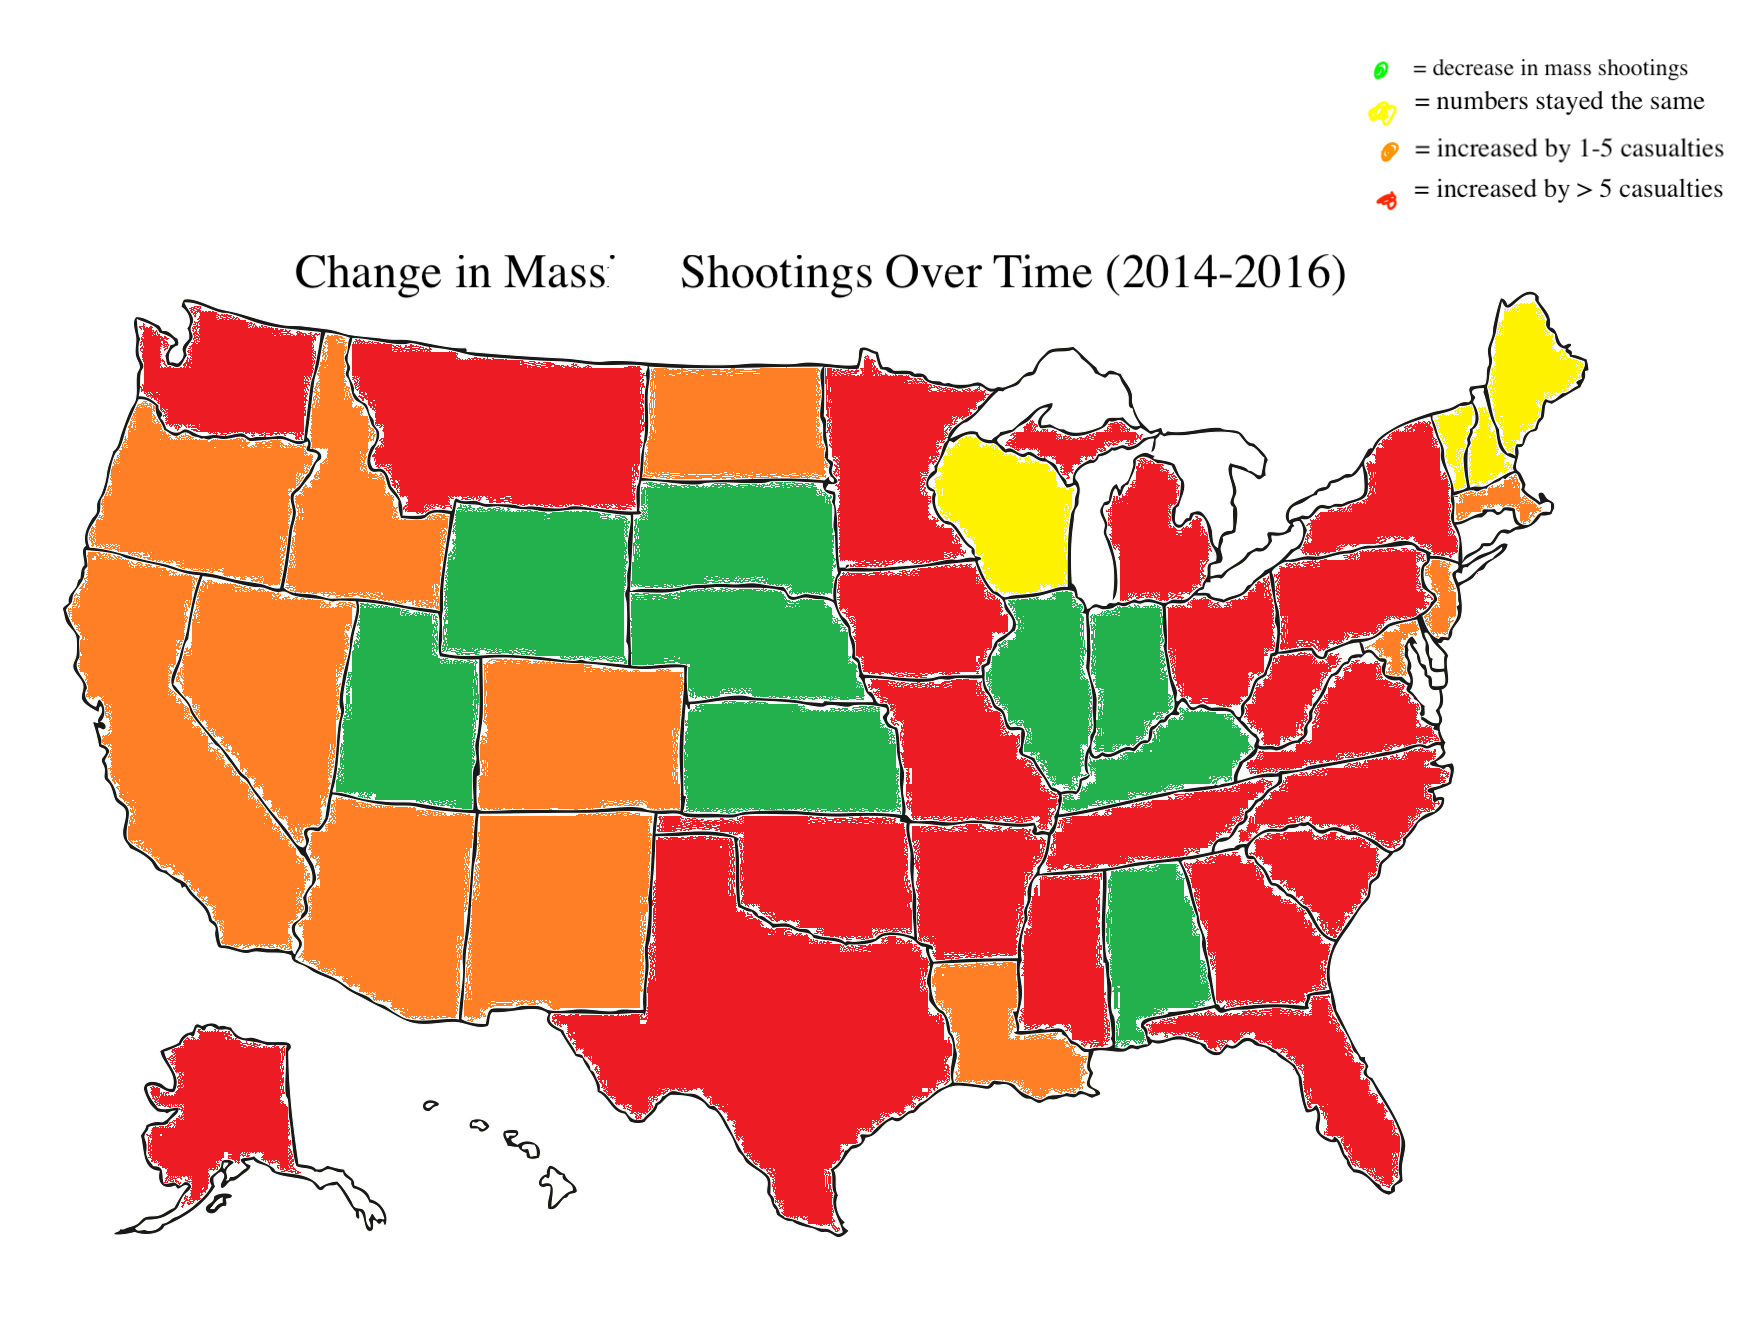 = decrease in mass shootings
= numbers stayed the same
= increased by 1-5 casualties
= increased by > 5 casualties
Change in Mass Shootings Over Time (2014-2016)